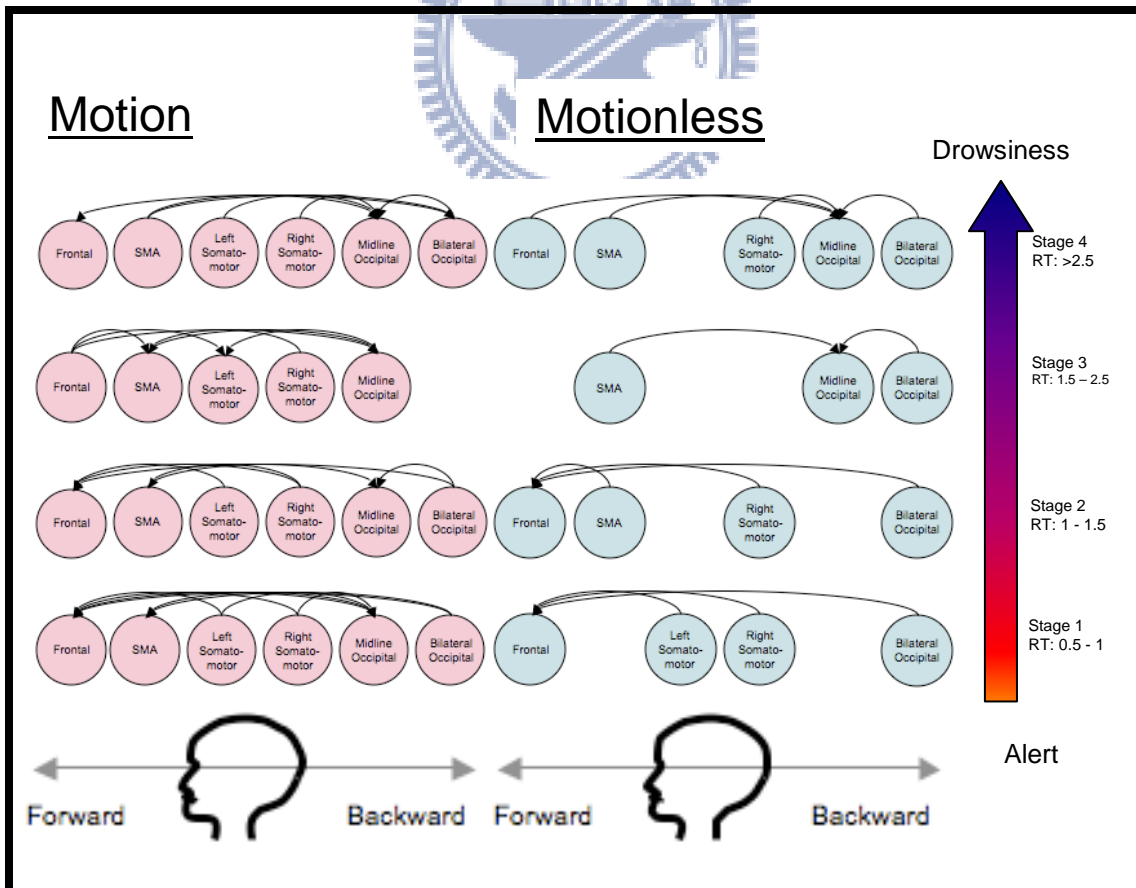 Motion
Motionless
Drowsiness
Frontal
SMA
Left
Somato-
motor
Right
Somato-
motor
Midline
Occipital
Bilateral
Occipital
Frontal
SMA
Right
Somato-
motor
Midline
Occipital
Bilateral
Occipital
Stage 4
RT: >2.5
Frontal
SMA
Left
Somato-
motor
Right
Somato-
motor
Midline
Occipital
SMA
Midline
Occipital
Bilateral
Occipital
Stage 3
RT: 1.5 – 2.5
Frontal
SMA
Left
Somato-
motor
Right
Somato-
motor
Midline
Occipital
Bilateral
Occipital
Frontal
SMA
Right
Somato-
motor
Bilateral
Occipital
Stage 2
RT: 1 - 1.5
Frontal
SMA
Left
Somato-
motor
Right
Somato-
motor
Midline
Occipital
Bilateral
Occipital
Frontal
Left
Somato-
motor
Right
Somato-
motor
Bilateral
Occipital
Stage 1
RT: 0.5 - 1
Alert
Forward
Backward
Forward
Backward